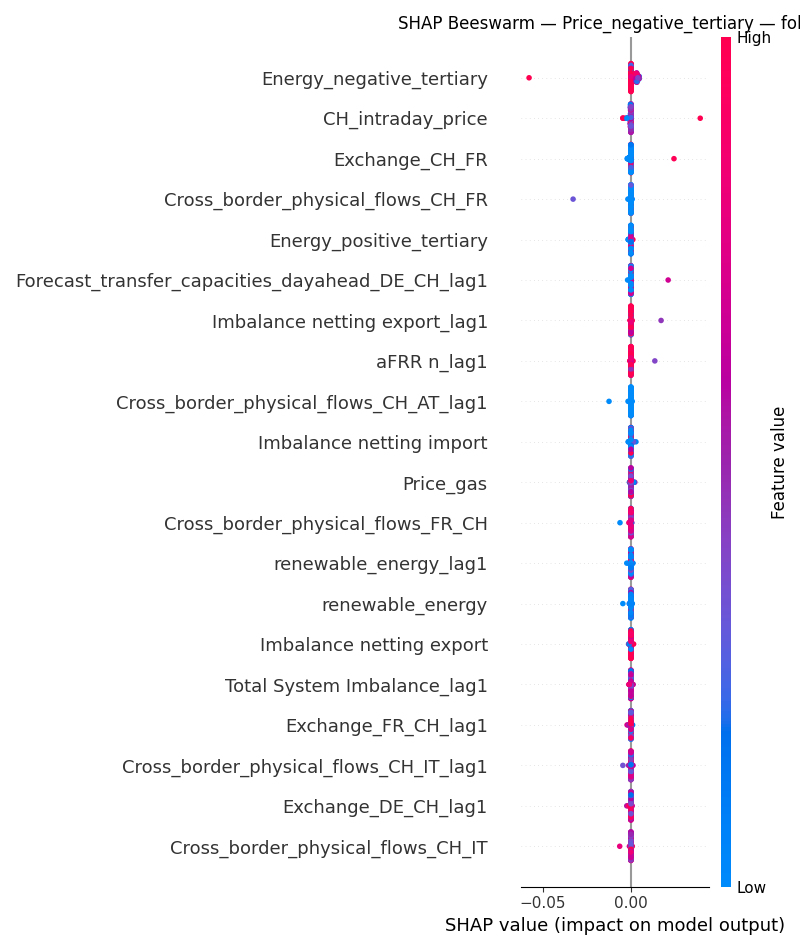 SHAP Beeswarm — Price_negative_tertiary — fol
High
Energy_negative_tertiary
CH_intraday_price
Exchange_CH_FR
Cross_border_physical_flows_CH_FR
Energy_positive_tertiary
Forecast_transfer_capacities_dayahead_DE_CH_lag1
Imbalance netting export_lag1
aFRR n_lag1
Cross_border_physical_flows_CH_AT_lag1
Imbalance netting import
Price_gas
Cross_border_physical_flows_FR_CH
renewable_energy_lag1
renewable_energy
Imbalance netting export
Total System Imbalance_lag1
Exchange_FR_CH_lag1
Cross_border_physical_flows_CH_IT_lag1
Exchange_DE_CH_lag1
Cross_border_physical_flows_CH_IT
Feature value
Low
−0.05 0.00
SHAP value (impact on model output)